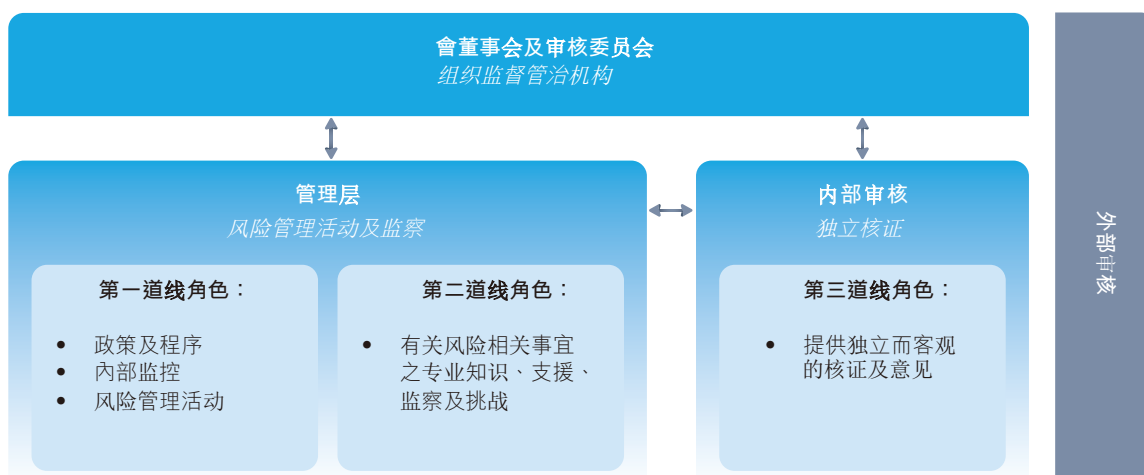 會董事会及审核委员会
组织监督管治机构
管理层
风险管理活动及监察
内部审核
独立核证
第一道线角色：
• 政策及程序
• 內部监控
• 风险管理活动
第二道线角色：
• 有关风险相关事宜
之专业知识、支援、
监察及挑战
第三道线角色：
• 提供独立而客观
的核证及意见
外部审核